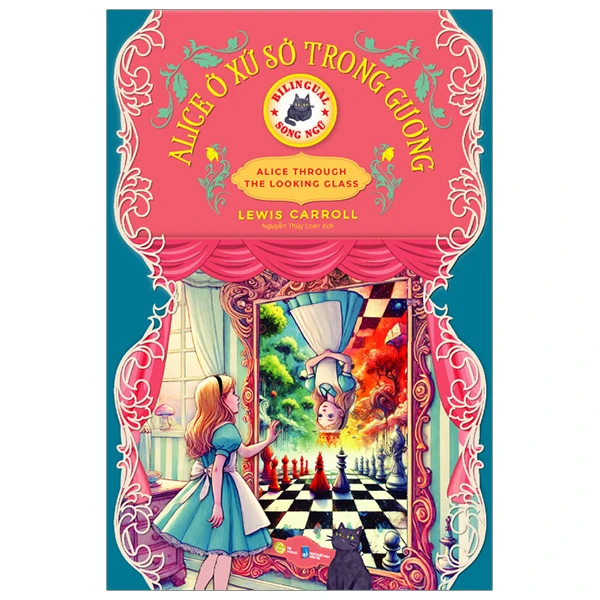 ALICE Ở XỨ SỞ TRONG GƯƠNG
BILINGUAL
SONG NGỮ
ALICE THROUGH
THE LOOKING GLASS
LEWIS CARROLL
Nguyễn Thúy Loan dịch